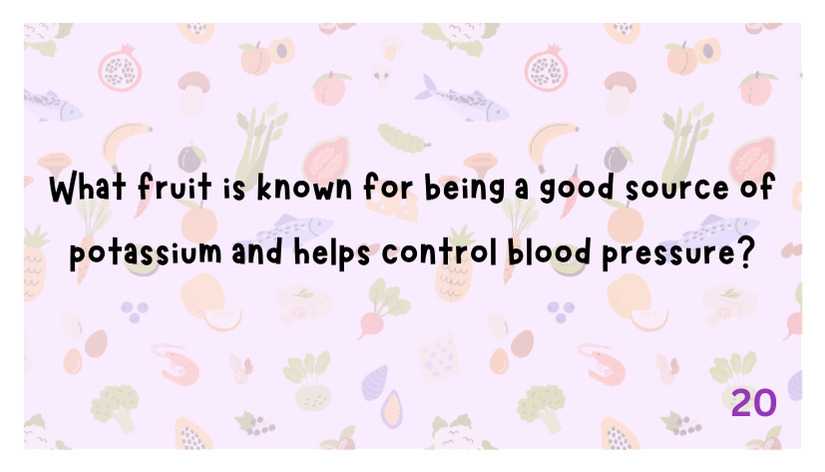 What fruit is known for being a good source of
potassium and helps control blood pressure?
20